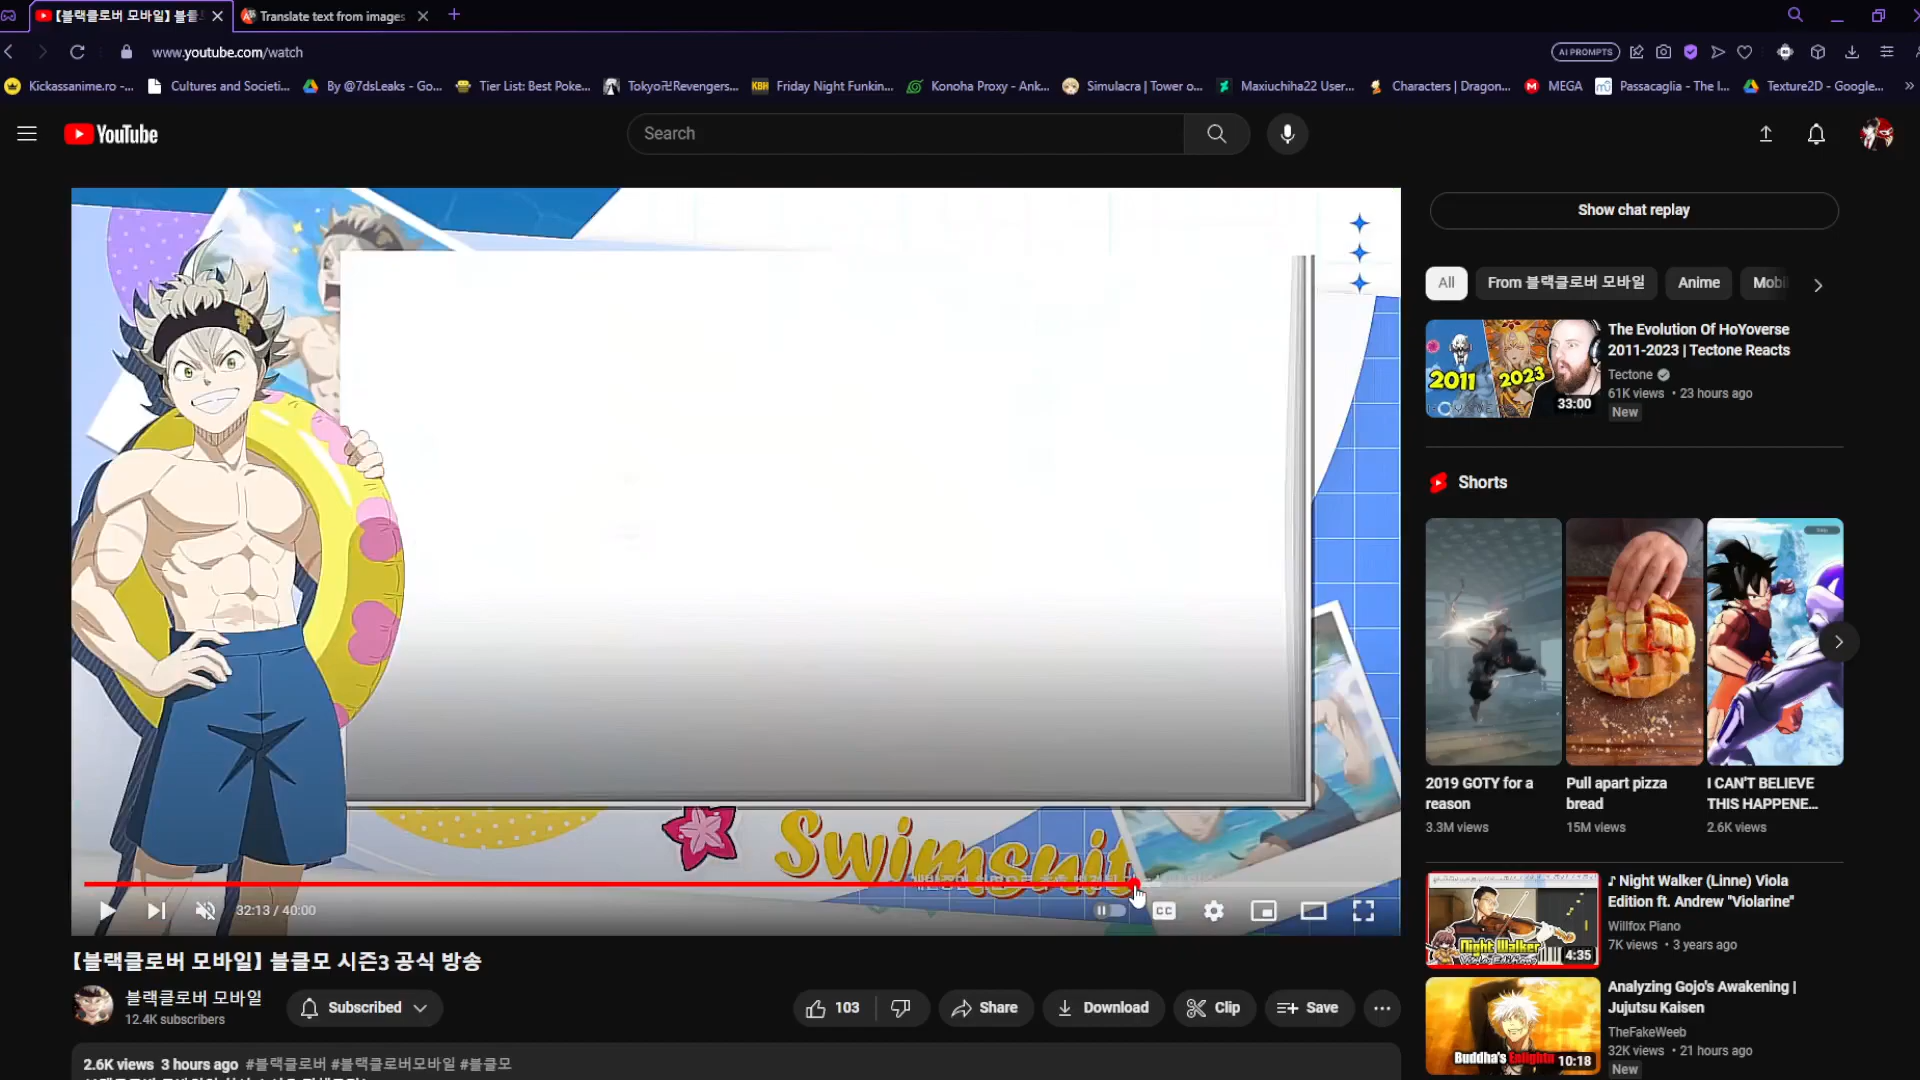 【블랙클로버 모바일】 블클
Translate text from images
www.youtube.com/watch
AI PROMPTS
Kickassanime.ro -...
Cultures and Societi...
By @7dsLeaks - Go...
Tier List: Best Poke...
Tokyo卍Revengers...
KBH
Friday Night Funkin...
Konoha Proxy - Ank...
Simulacra | Tower o...
Maxiuchiha22 User...
Characters | Dragon...
MEGA
Passacaglia - The I...
Texture2D - Google...
YouTube
Search
Show chat replay
All
From 블랙클로버 모바일
Anime
Mobi
2011
2023
33:00
The Evolution Of HoYoverse
2011-2023 | Tectone Reacts
Tectone
61K views • 23 hours ago
New
Shorts
2019 GOTY for a
reason
3.3M views
Pull apart pizza
bread
15M views
I CAN'T BELIEVE
THIS HAPPENE...
2.6K views
Swimsuit
32:13 / 40:00
CC
【블랙클로버 모바일】 블클모 시즌3 공식 방송
블랙클로버 모바일
12.4K subscribers
Subscribed
103
Share
Download
Clip
Save
2.6K views 3 hours ago #블랙클로버 #블랙클로버모바일 #블클모
Night Walker
4:35
♪ Night Walker (Linne) Viola
Edition ft. Andrew "Violarine"
Willfox Piano
7K views • 3 years ago
Buddha's Enlightn
10:18
Analyzing Gojo's Awakening |
Jujutsu Kaisen
TheFakeWeeb
32K views • 21 hours ago
New